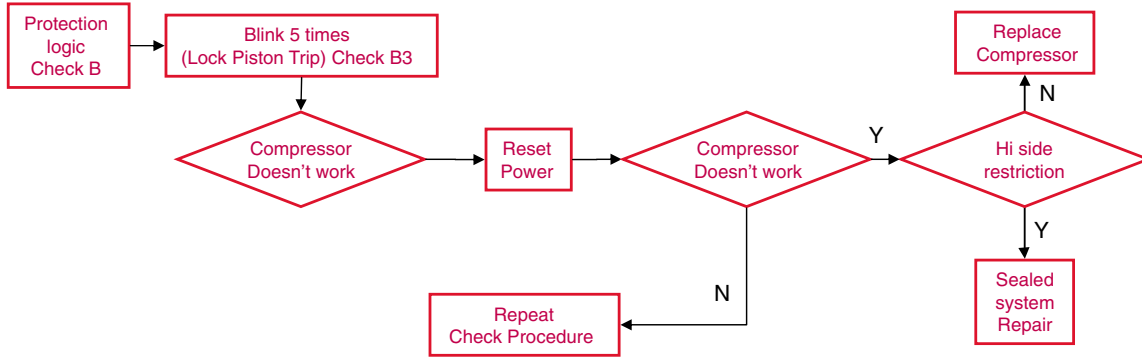 Protection
logic
Check B
Blink 5 times
(Lock Piston Trip) Check B3
Compressor
Doesn't work
Reset
Power
Compressor
Doesn't work
Y
Hi side
restriction
N
Replace
Compressor
Y
Sealed
system
Repair
N
Repeat
Check Procedure